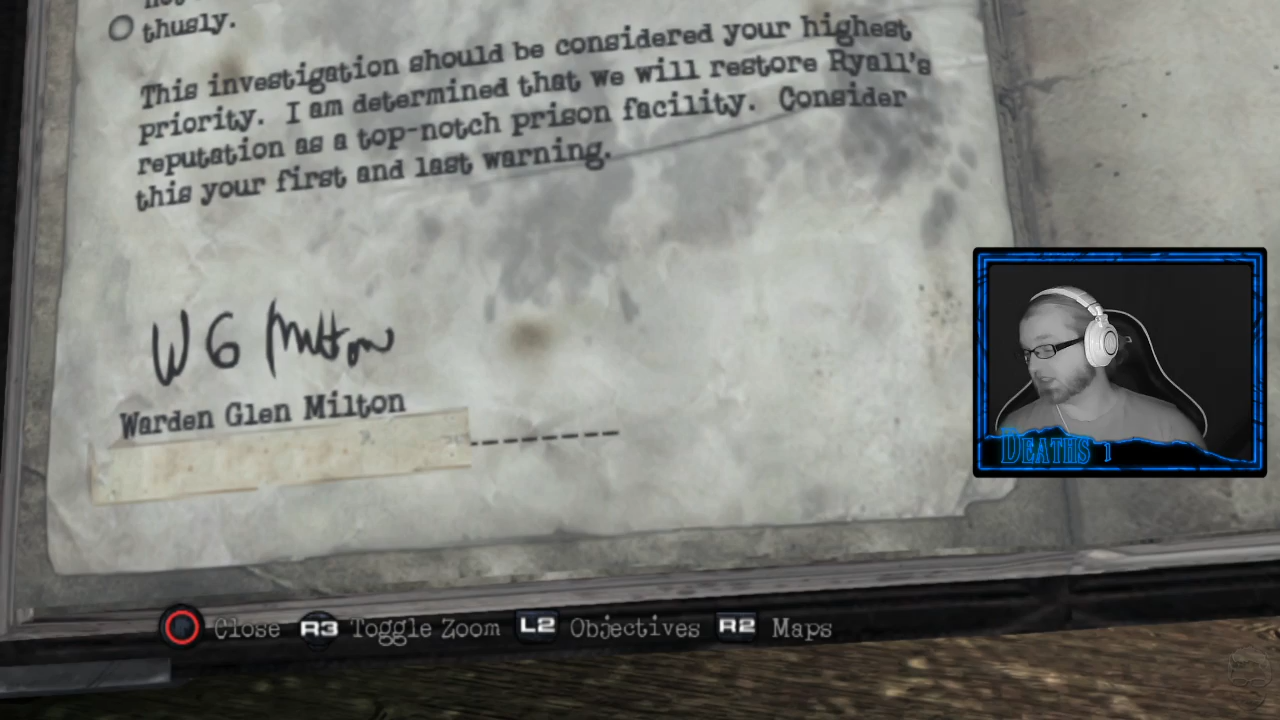 thusly.
This investigation should be considered your highest
priority. I am determined that we will restore Ryall's
reputation as a top-notch prison facility. Consider
this your first and last warning.
W G Milton
Warden Glen Milton
Close R3 Toggle Zoom L2 Objectives R2 Maps
Deaths 1